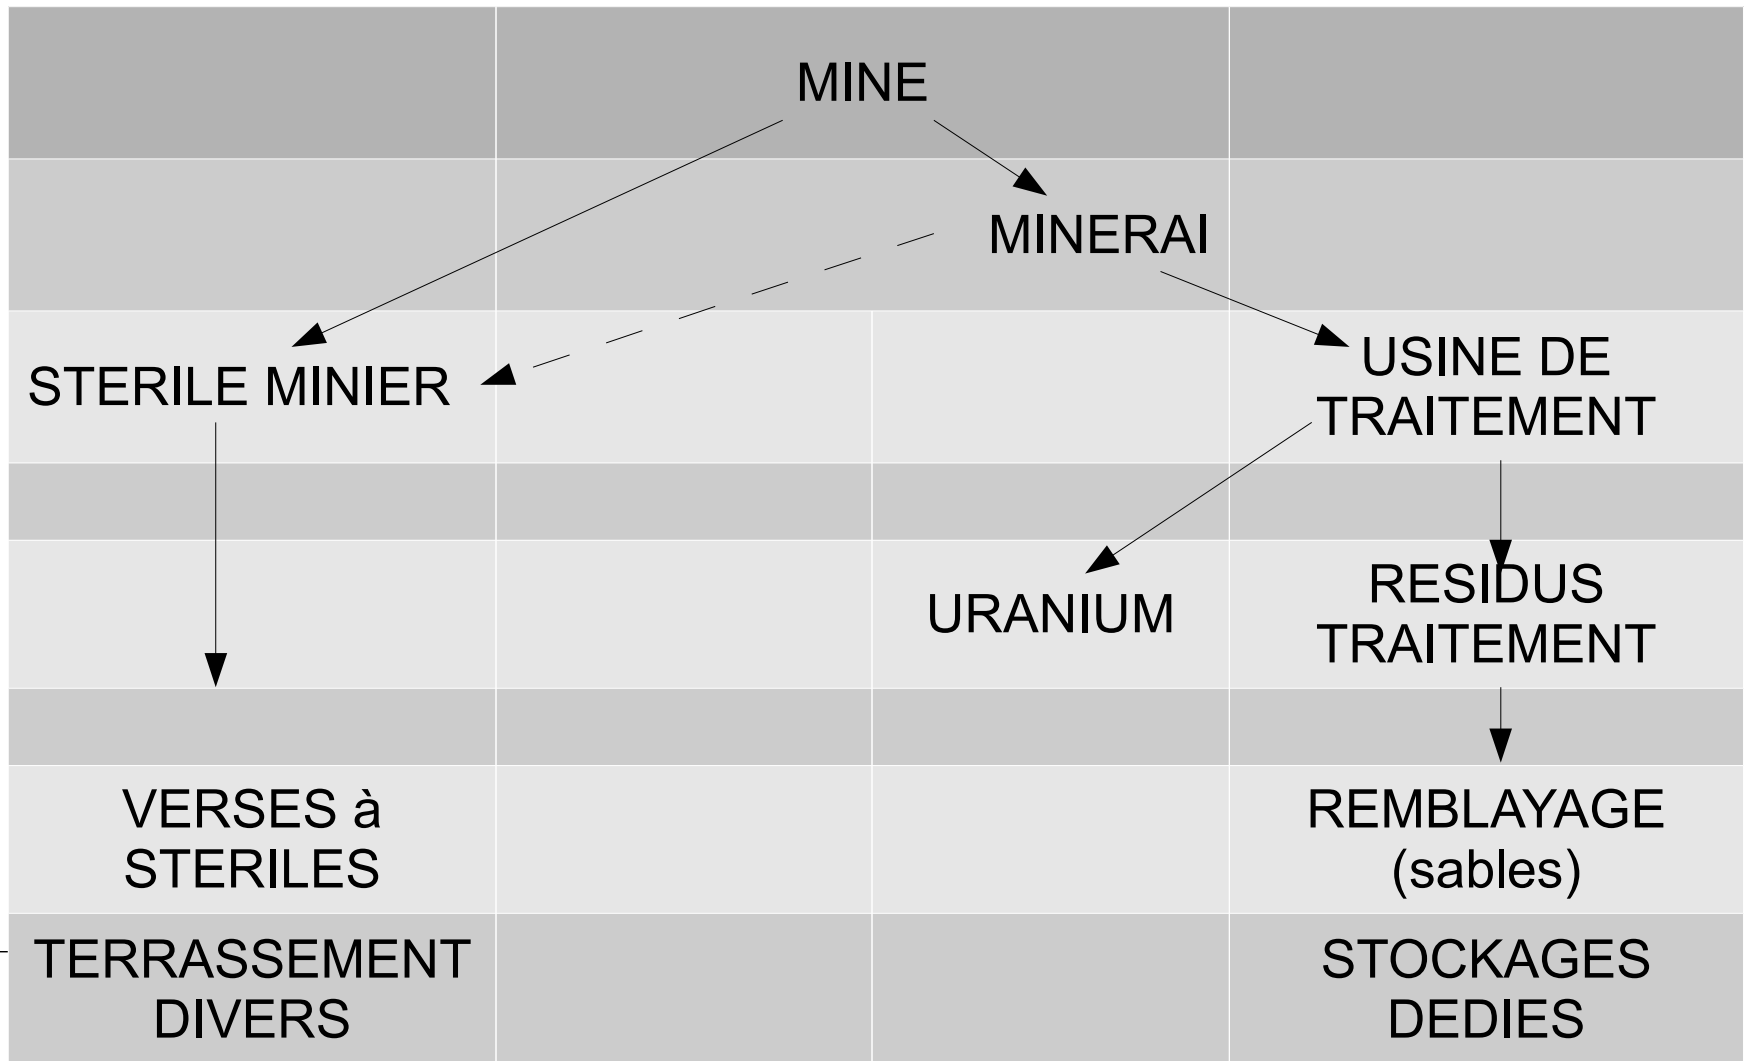 MINE
MINERAI
STERILE MINIER
USINE DE
TRAITEMENT
URANIUM
RESIDUS
TRAITEMENT
VERSES à
STERILES
REMBLAYAGE
(sables)
TERRASSEMENT
DIVERS
STOCKAGES
DEDIES